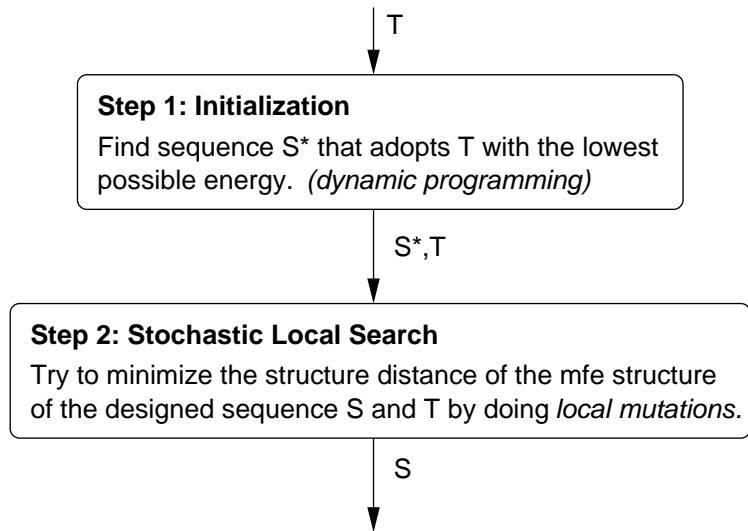 T
Step 1: Initialization
Find sequence S* that adopts T with the lowest
possible energy. (dynamic programming)
S*,T
Step 2: Stochastic Local Search
Try to minimize the structure distance of the mfe structure
of the designed sequence S and T by doing local mutations.
S